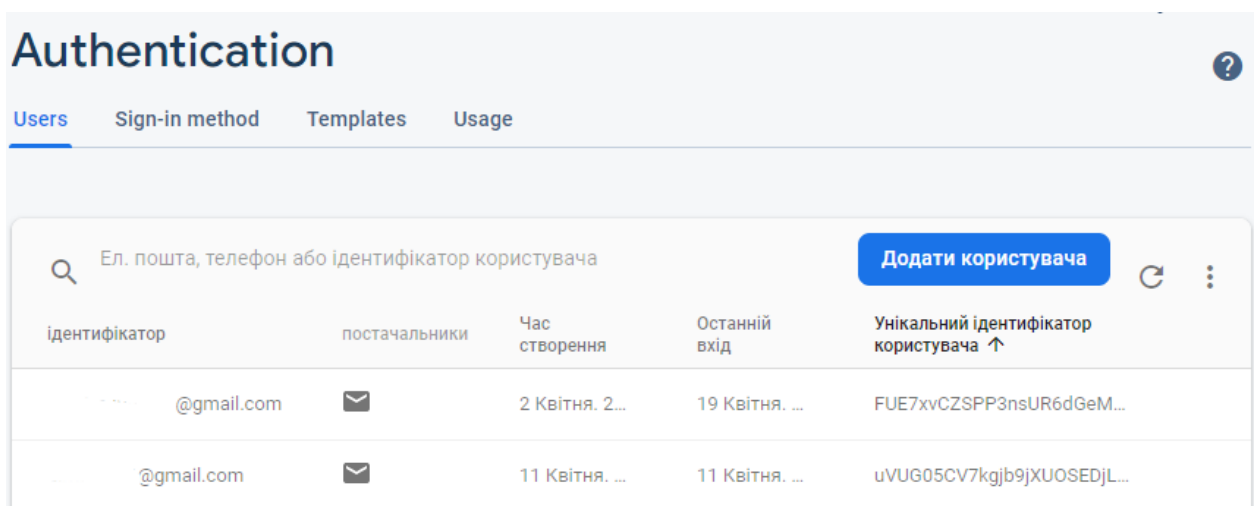 Authentication
Users Sign-in method Templates Usage
Ел. пошта, телефон або ідентифікатор користувача
Додати користувача
ідентифікатор постачальники Час створення Останній вхід Унікальний ідентифікатор користувача ↑
@gmail.com 2 Квітня. 2... 19 Квітня. ... FUE7xvCZSPP3nsUR6dGeM...
@gmail.com 11 Квітня. ... 11 Квітня. ... uVUG05CV7kgjb9jXUOSEDjL...